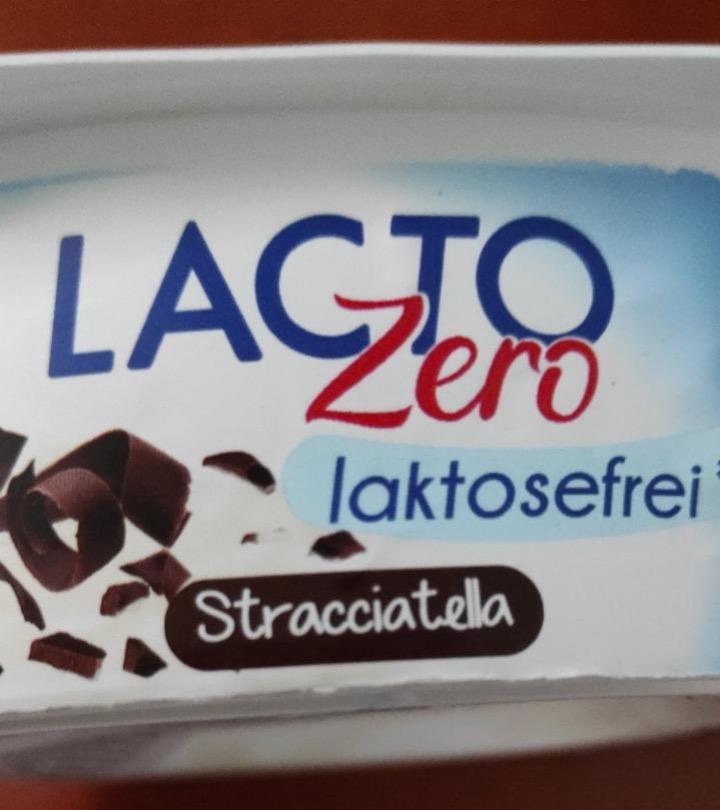 LACTO
Zero
laktosefrei
Stracciatella